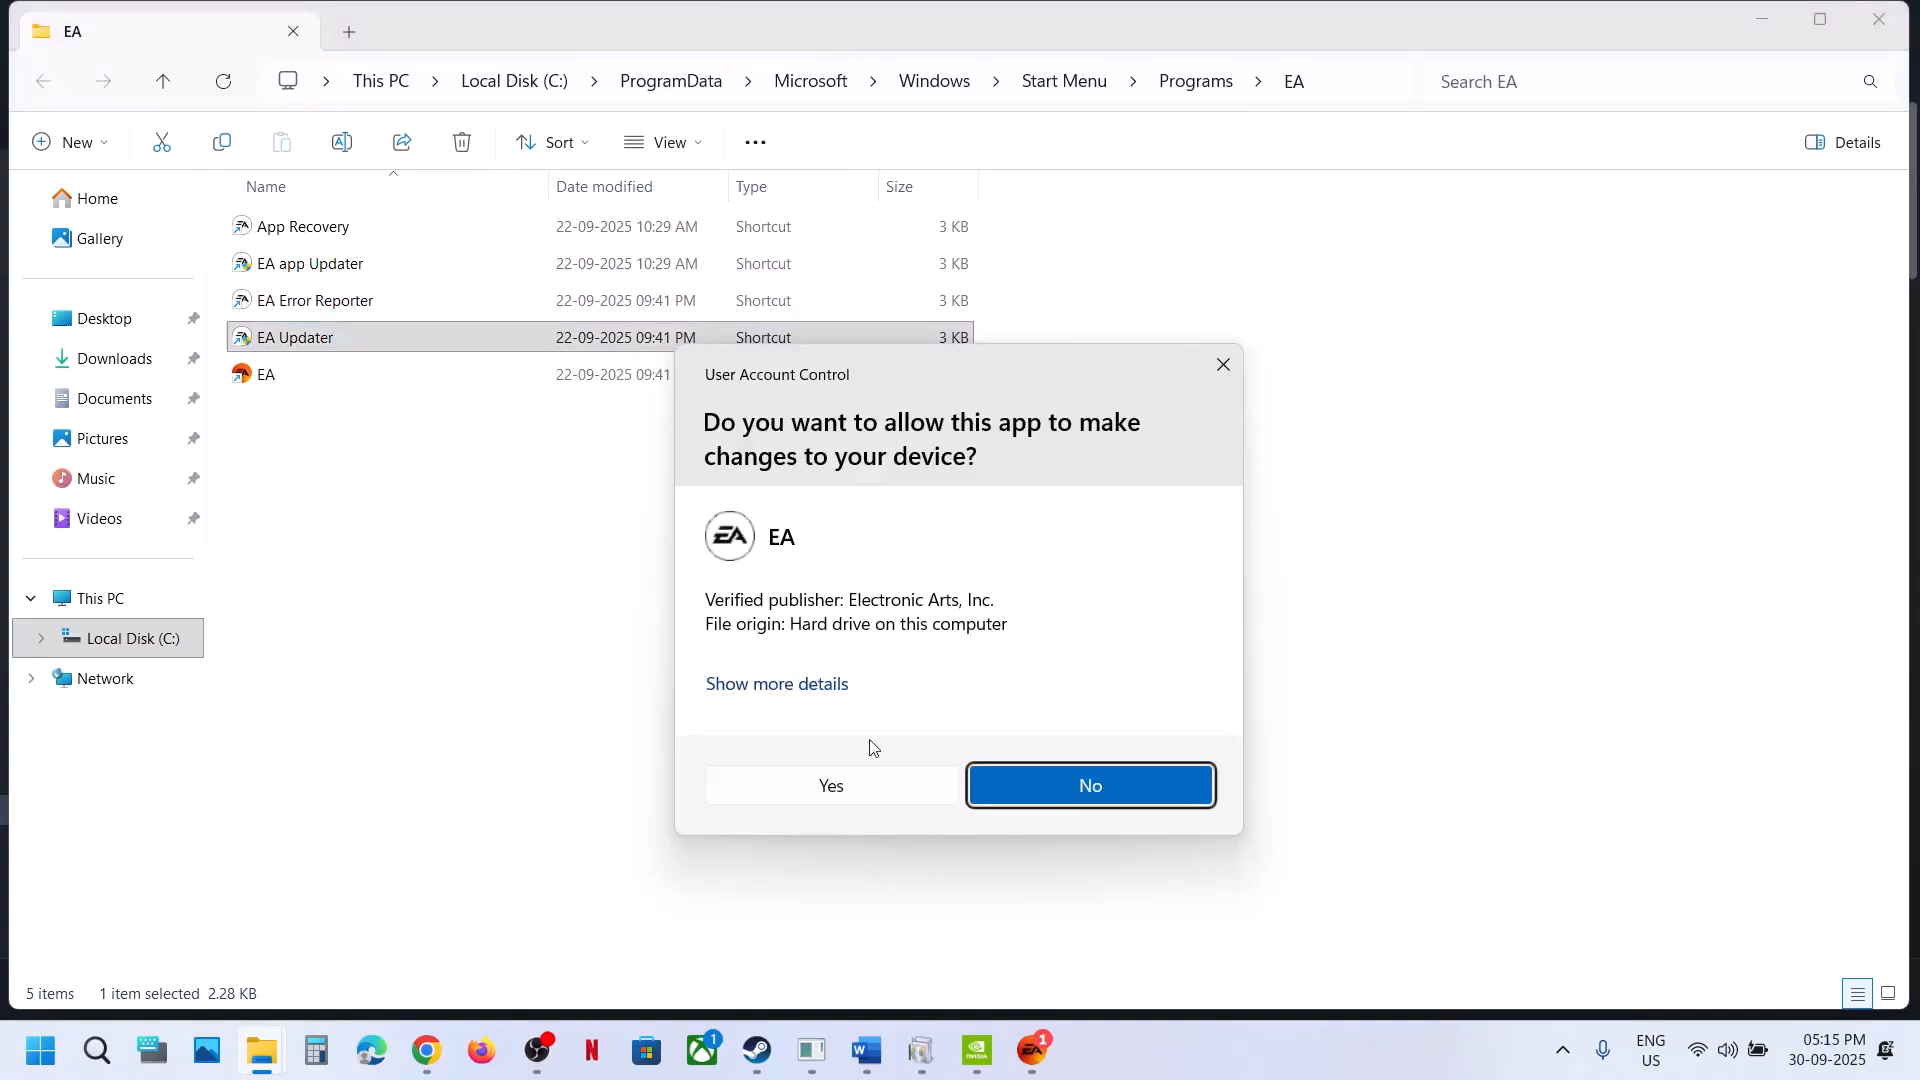 EA
This PC
Local Disk (C:)
ProgramData
Microsoft
Windows
Start Menu
Programs
EA
Search EA
New
Sort
View
Details
Name
Date modified
Type
Size
App Recovery
22-09-2025 10:29 AM
Shortcut
3 KB
EA app Updater
22-09-2025 10:29 AM
Shortcut
3 KB
EA Error Reporter
22-09-2025 09:41 PM
Shortcut
3 KB
EA Updater
22-09-2025 09:41 PM
Shortcut
3 KB
EA
22-09-2025 09:41
Home
Gallery
Desktop
Downloads
Documents
Pictures
Music
Videos
This PC
Local Disk (C:)
Network
User Account Control
Do you want to allow this app to make
changes to your device?
EA
EA
Verified publisher: Electronic Arts, Inc.
File origin: Hard drive on this computer
Show more details
Yes
No
5 items
1 item selected 2.28 KB
1
1
ENG
US
05:15 PM
30-09-2025